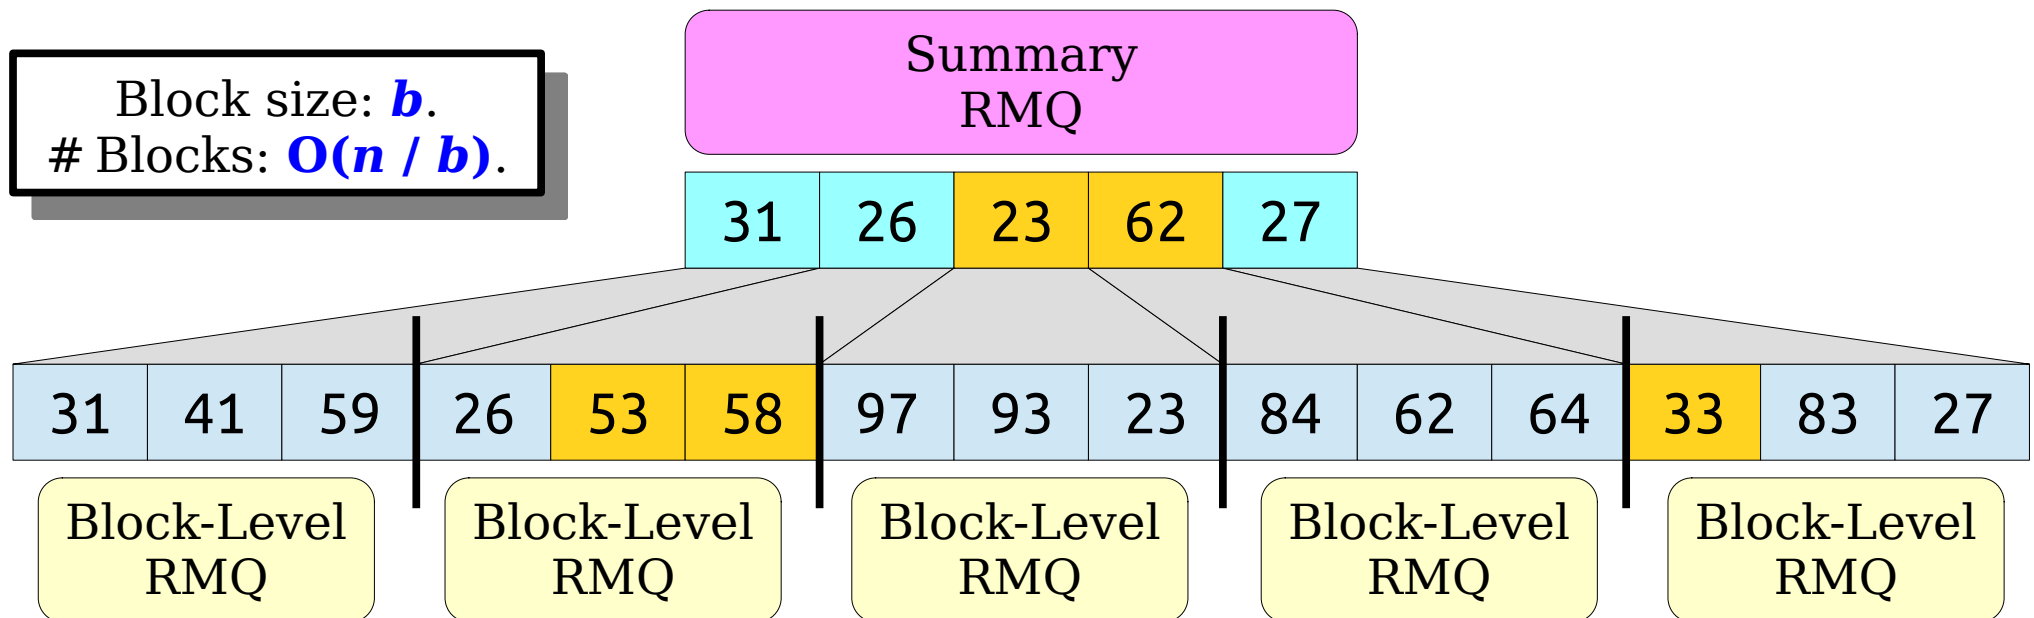 Block size: b.
# Blocks: O(n / b).
Summary
RMQ
31 26 23 62 27
31 41 59 26 53 58 97 93 23 84 62 64 33 83 27
Block-Level Block-Level Block-Level Block-Level Block-Level
RMQ RMQ RMQ RMQ RMQ